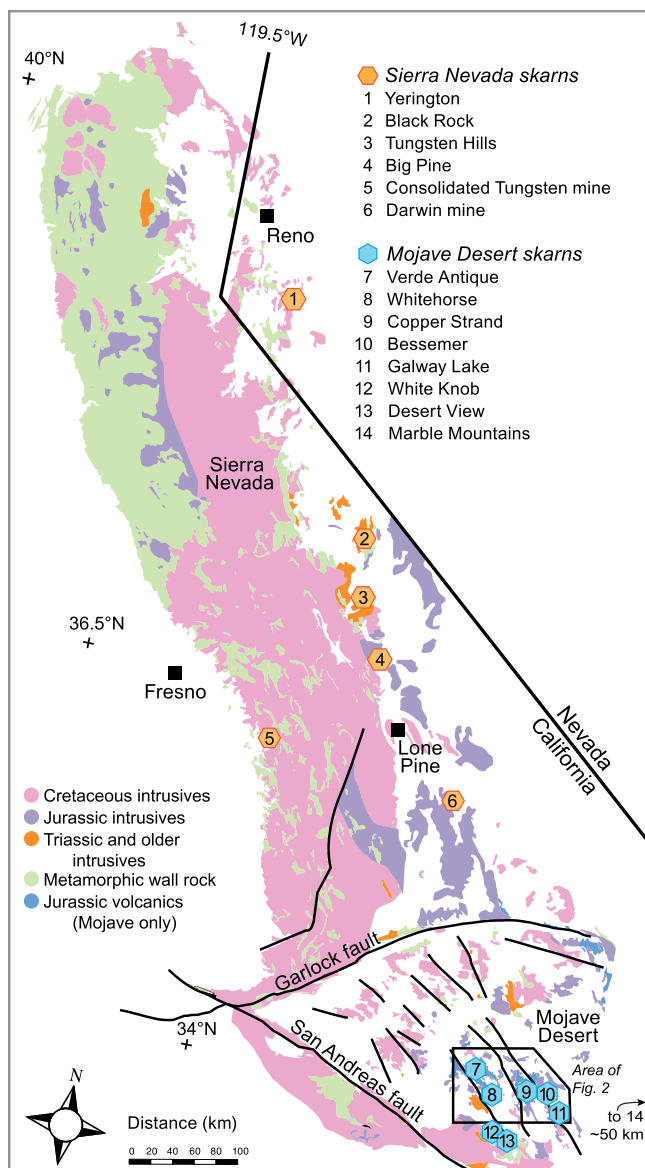 119.5°W
40°N
Sierra Nevada skarns
1 Yerington
2 Black Rock
3 Tungsten Hills
4 Big Pine
5 Consolidated Tungsten mine
6 Darwin mine
Reno
Mojave Desert skarns
7 Verde Antique
8 Whitehorse
9 Copper Strand
10 Bessemer
11 Galway Lake
12 White Knob
13 Desert View
14 Marble Mountains
1
Sierra
Nevada
2
3
36.5°N
4
Fresno
5
Lone
Pine
Nevada
California
6
Cretaceous intrusives
Jurassic intrusives
Triassic and older
intrusives
Metamorphic wall rock
Jurassic volcanics
(Mojave only)
Garlock fault
34°N
San Andreas fault
Mojave
Desert
7
8
9
10
11
12
13
Area of
Fig. 2
to 14
~50 km
N
Distance (km)
0 20 40 60 80 100